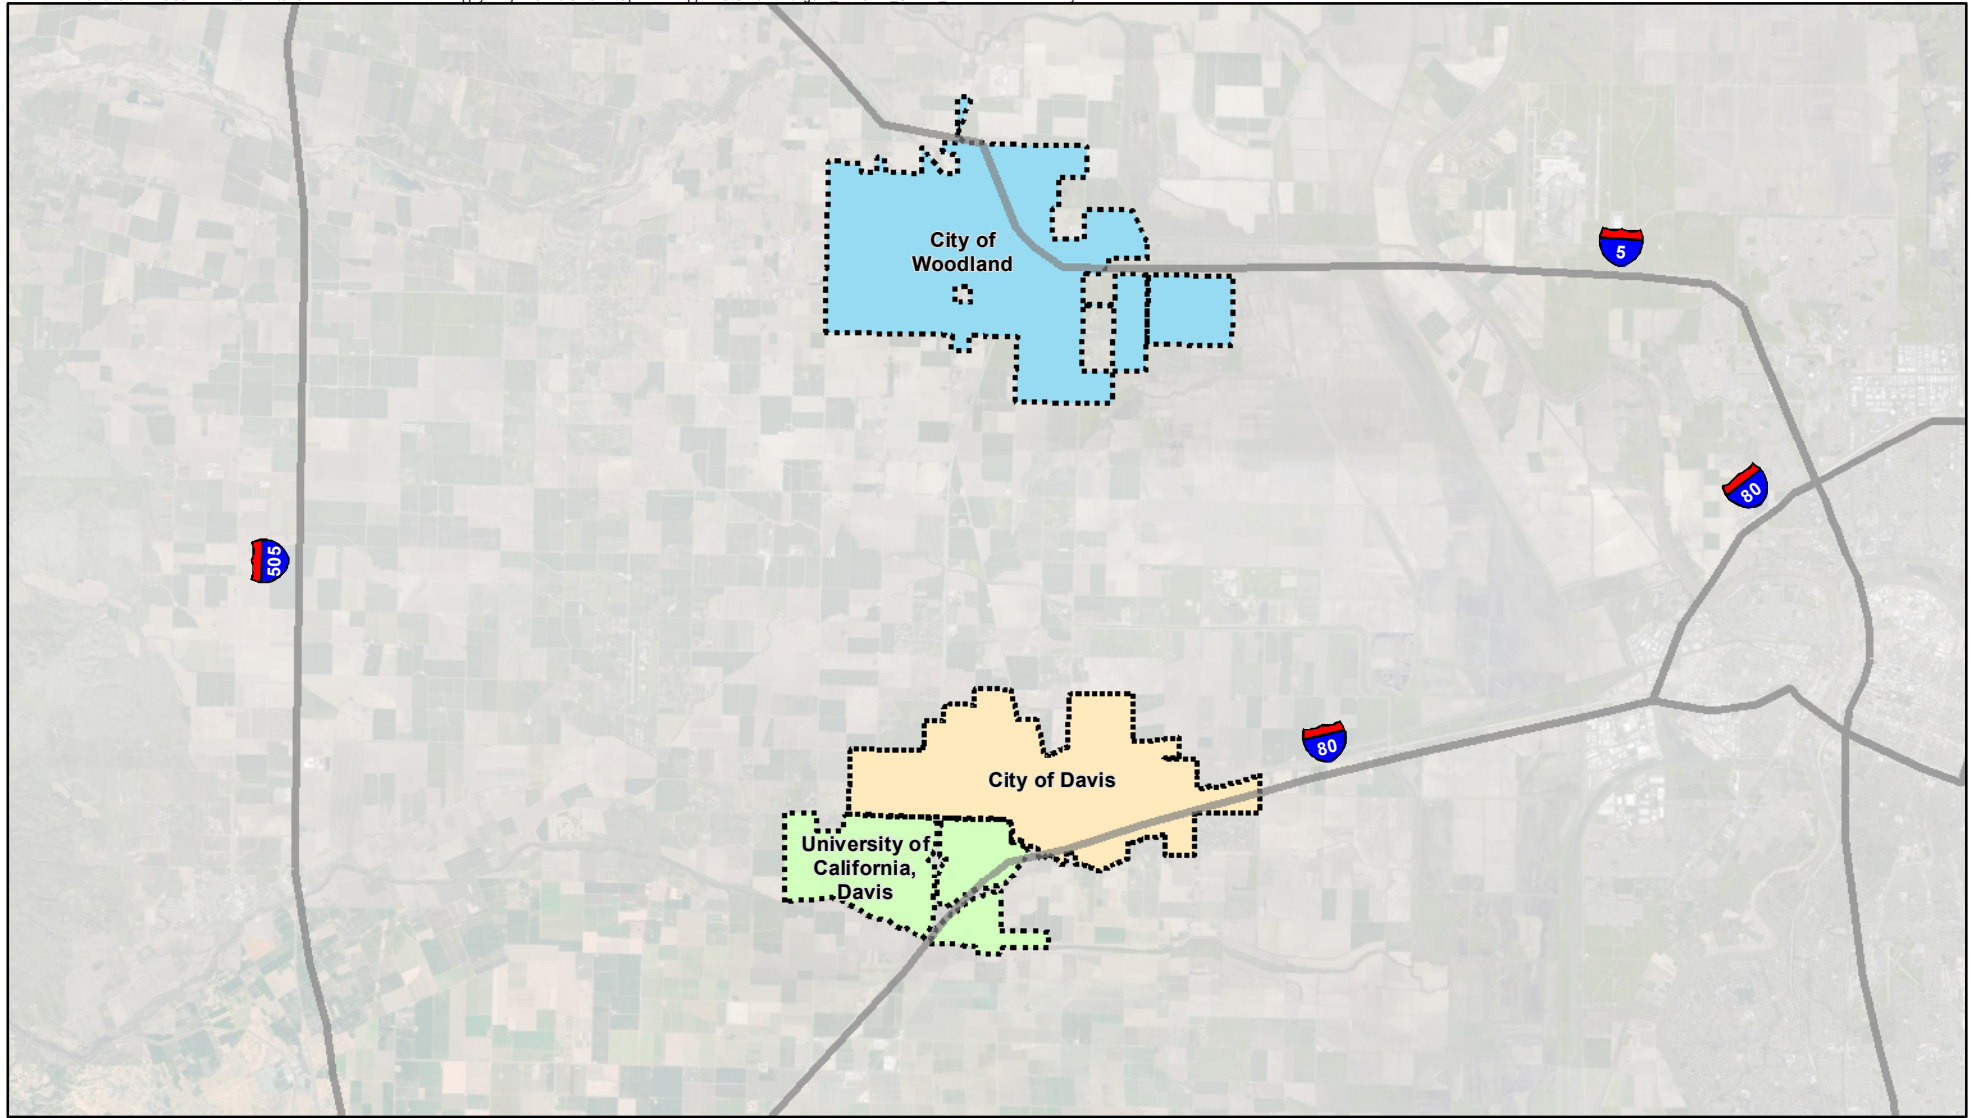 City of
Woodland
5
80
505
80
City of Davis
University of
California,
Davis